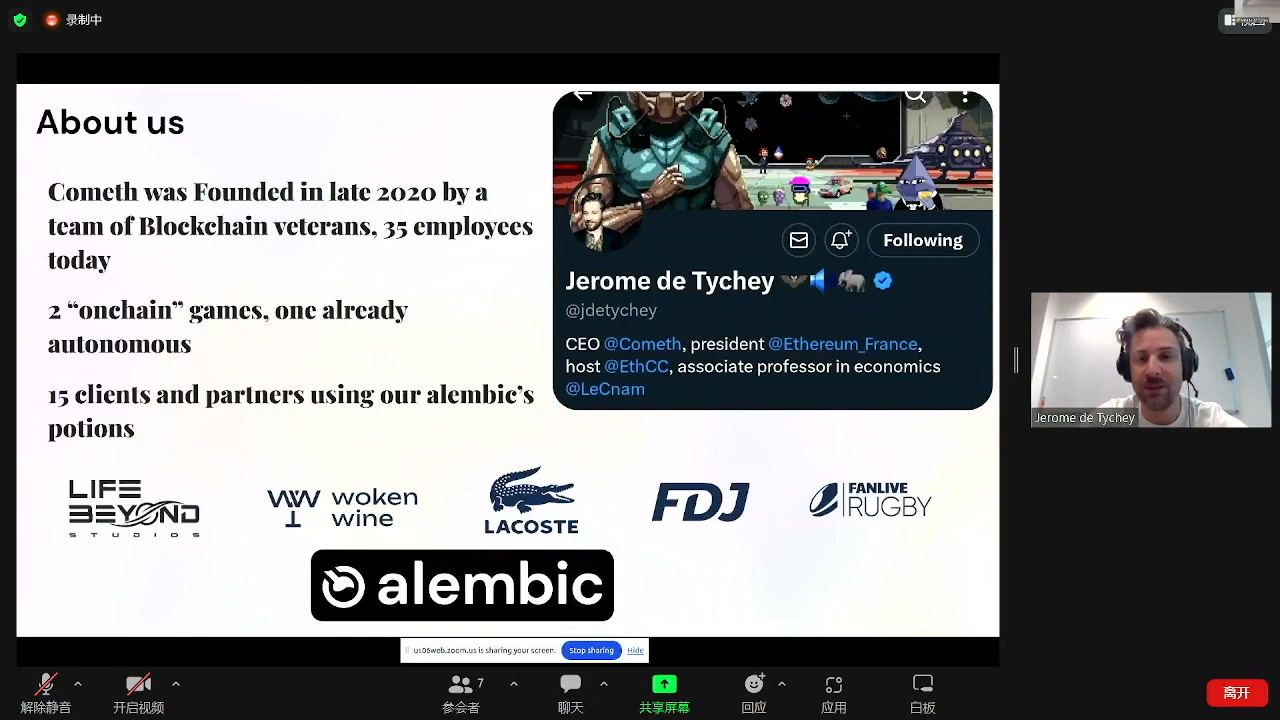 录制中
About us
Cometh was Founded in late 2020 by a
team of Blockchain veterans, 35 employees
today
2 “onchain” games, one already
autonomous
15 clients and partners using our alembic’s
potions
Following
Jerome de Tychey
@jdetychey
CEO @Cometh, president @Ethereum_France,
host @EthCC, associate professor in economics
@LeCnam
Jerome de Tychey
LIFE
BEYOND
STUDIOS
woken
wine
LACOSTE
FDJ
FANLIVE
RUGBY
alembic
us06web.zoom.us is sharing your screen.
Stop sharing
Hide
7
解除静音
开启视频
参会者
聊天
共享屏幕
回应
应用
白板
离开